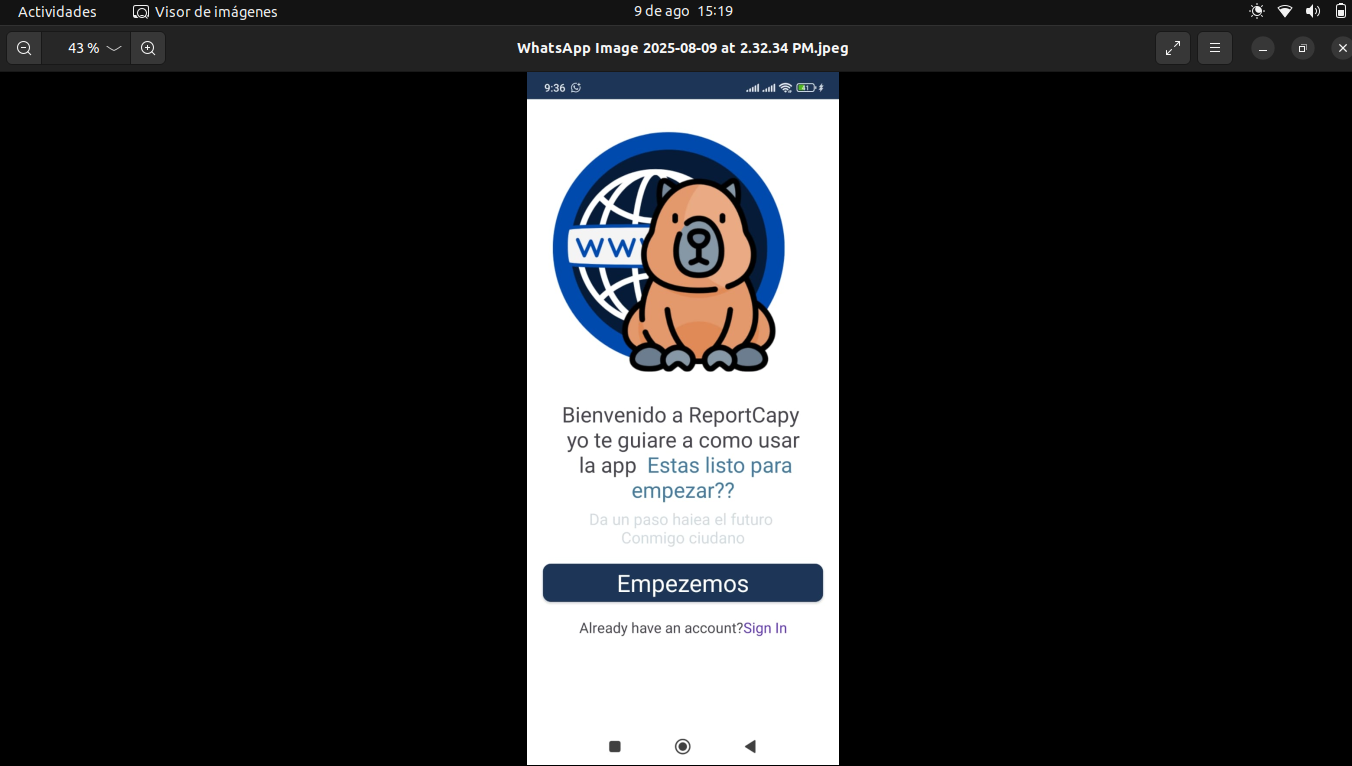 Actividades
Visor de imágenes
9 de ago 15:19
43 %
WhatsApp Image 2025-08-09 at 2.32.34 PM.jpeg
9:36
41
WW
Bienvenido a ReportCapy
yo te guiare a como usar
la app Estas listo para
empezar??
Da un paso haiea el futuro
Conmigo ciudano
Empezemos
Already have an account?Sign In